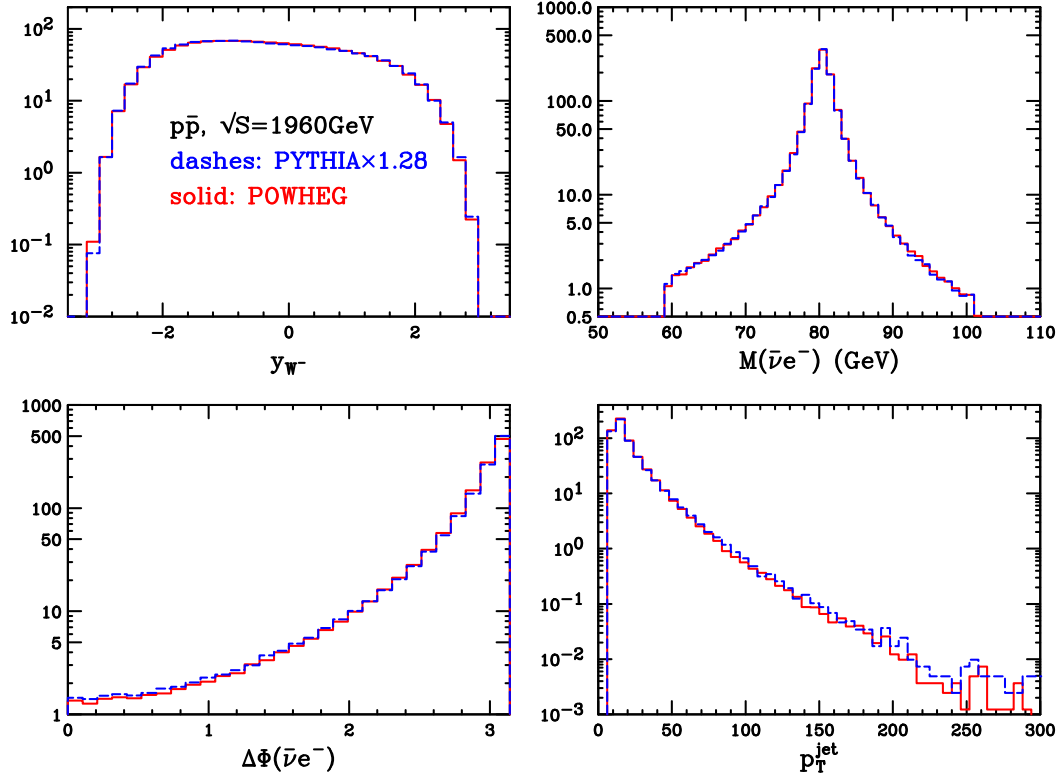 10²
10¹
10⁰
10⁻¹
10⁻²
pp̄, √S=1960GeV
dashes: PYTHIA×1.28
solid: POWHEG
−2 0 2
y_W⁻
1000.0
500.0
100.0
50.0
10.0
5.0
1.0
0.5
50 60 70 80 90 100 110
M(ν̄e⁻) (GeV)
1000
500
100
50
10
5
1
0 1 2 3
ΔΦ(ν̄e⁻)
10²
10¹
10⁰
10⁻¹
10⁻²
10⁻³
0 50 100 150 200 250 300
p_T^jet